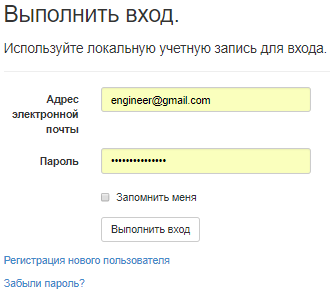 Выполнить вход.
Используйте локальную учетную запись для входа.
Адрес
электронной
почты
engineer@gmail.com
Пароль
•••••••••••••••
Запомнить меня
Выполнить вход
Регистрация нового пользователя
Забыли пароль?